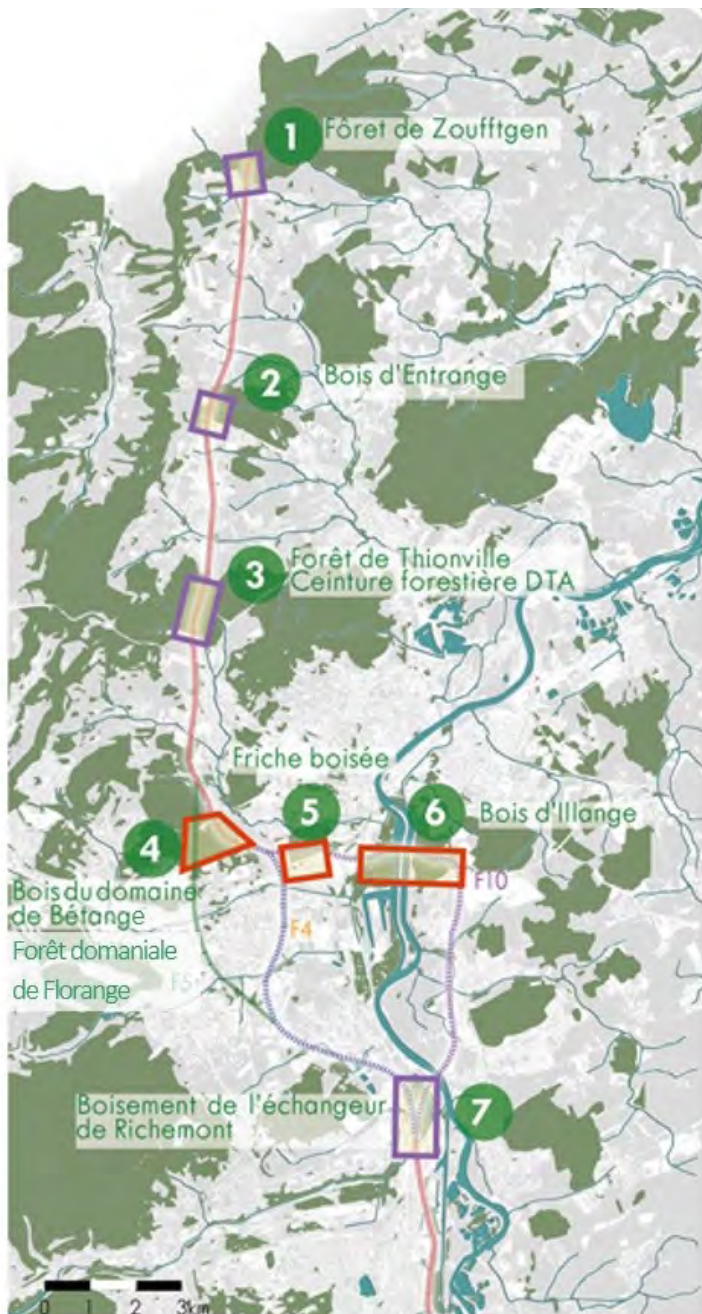 1
Fôret de Zoufftgen
2
Bois d'Entrange
3
Forêt de Thionville
Ceinture forestière DTA
Friche boisée
5
6
Bois d'Illange
4
F10
Bois du domaine
de Bétange
F4
Forêt domaniale
F5
de Florange
Boisement de l'échangeur
de Richemont
7
0 1 2 3km